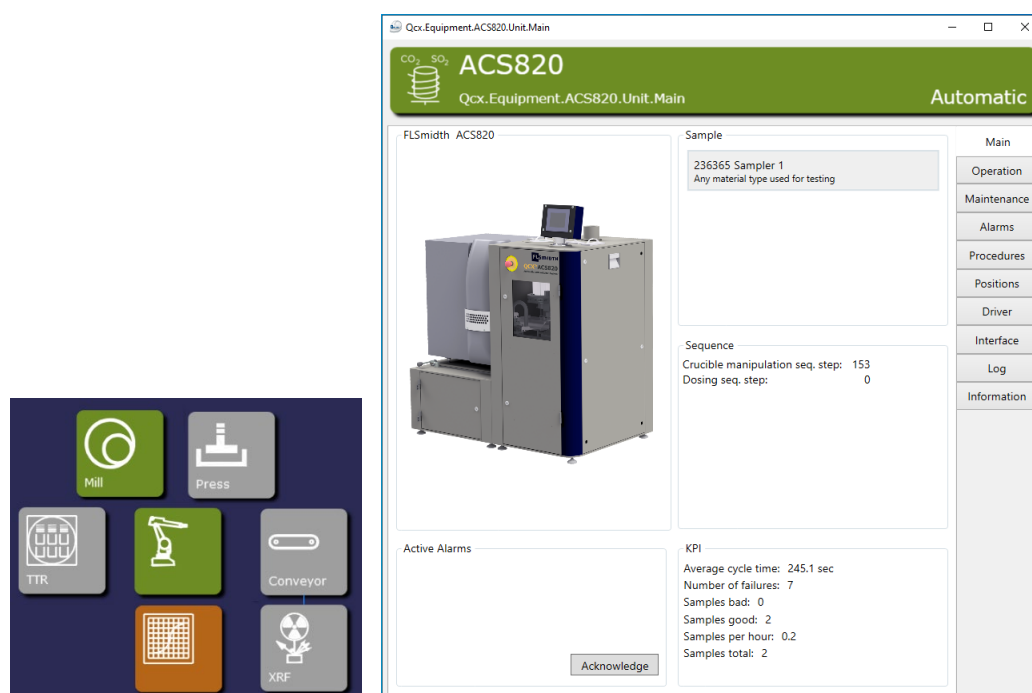 Mill
Press
TTR
Conveyor
XRF
Qcx.Equipment.ACS820.Unit.Main
CO2 SO2
ACS820
Qcx.Equipment.ACS820.Unit.Main
Automatic
FLSmidth ACS820
FLSMIDTH
QCX-ACS820
Sample
236365 Sampler 1
Any material type used for testing
Sequence
Crucible manipulation seq. step: 153
Dosing seq. step: 0
Active Alarms
Acknowledge
KPI
Average cycle time: 245.1 sec
Number of failures: 7
Samples bad: 0
Samples good: 2
Samples per hour: 0.2
Samples total: 2
Main
Operation
Maintenance
Alarms
Procedures
Positions
Driver
Interface
Log
Information